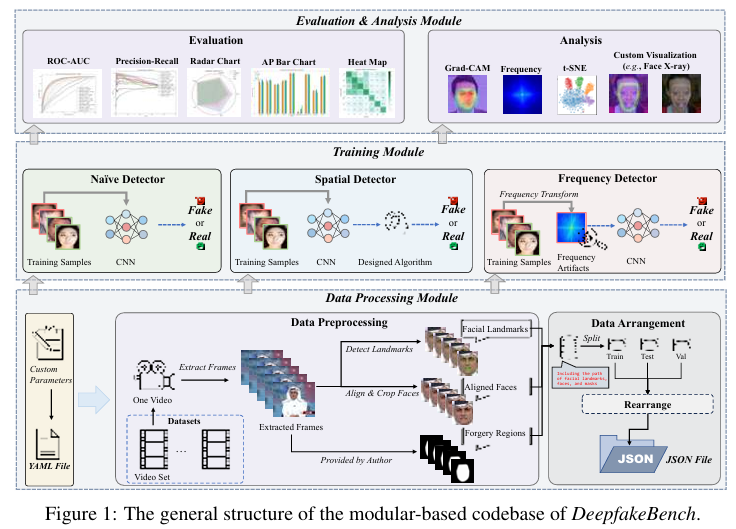 Evaluation & Analysis Module
Evaluation
ROC-AUC
Precision-Recall
Radar Chart
AP Bar Chart
Heat Map
Analysis
Grad-CAM
Frequency
t-SNE
Custom Visualization
(e.g., Face X-ray)
Training Module
Naïve Detector
Training Samples
CNN
Fake
or
Real
Spatial Detector
Training Samples
CNN
Designed Algorithm
Fake
or
Real
Frequency Detector
Frequency Transform
Training Samples
Frequency
Artifacts
CNN
Fake
or
Real
Data Processing Module
Custom
Parameters
YAML File
Data Preprocessing
One Video
Extract Frames
Datasets
Video Set
...
Extracted Frames
Detect Landmarks
Align & Crop Faces
Provided by Author
Facial Landmarks
Aligned Faces
Forgery Regions
Data Arrangement
Split
Train
Test
Val
Including the path
of facial landmarks,
faces, and masks
Rearrange
JSON
JSON File
Figure 1: The general structure of the modular-based codebase of DeepfakeBench.